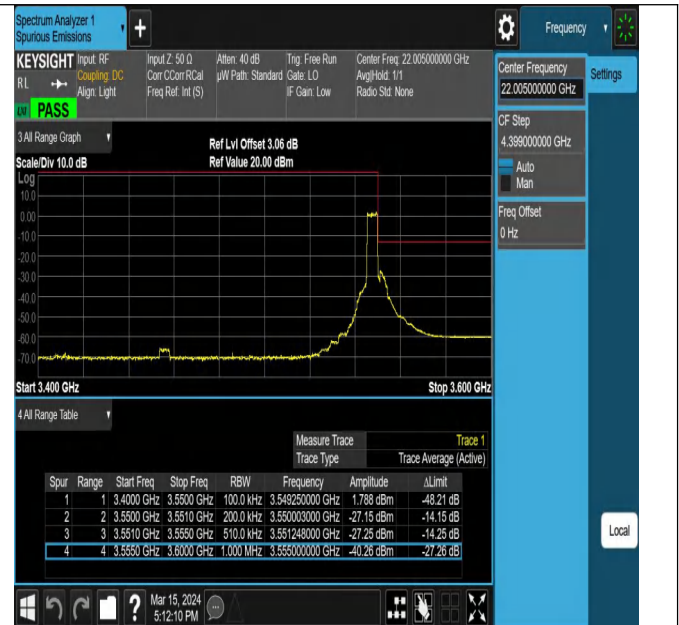 Spectrum Analyzer 1
Spurious Emissions
+
Frequency
KEYSIGHT Input: RF Input Z: 50 Ω Atten: 40 dB Trig: Free Run Center Freq: 22.005000000 GHz
RL Coupling: DC Corr CCorr RCal µW Path: Standard Gate: LO Avg|Hold: 1/1
Align: Light Freq Ref: Int (S) IF Gain: Low Radio Std: None
LXI PASS
Center Frequency
22.005000000 GHz
Settings
CF Step
4.399000000 GHz
Auto
Man
Freq Offset
0 Hz
3 All Range Graph
Ref Lvl Offset 3.06 dB
Scale/Div 10.0 dB Ref Value 20.00 dBm
Log
10.0
0.00
-10.0
-20.0
-30.0
-40.0
-50.0
-60.0
-70.0
Start 3.400 GHz Stop 3.600 GHz
4 All Range Table
Measure Trace Trace 1
Trace Type Trace Average (Active)
Spur Range Start Freq Stop Freq RBW Frequency Amplitude ΔLimit
1 1 3.4000 GHz 3.5500 GHz 100.0 kHz 3.549250000 GHz 1.788 dBm -48.21 dB
2 2 3.5500 GHz 3.5510 GHz 200.0 kHz 3.550003000 GHz -27.15 dBm -14.15 dB
3 3 3.5510 GHz 3.5550 GHz 510.0 kHz 3.551248000 GHz -27.25 dBm -14.25 dB
4 4 3.5550 GHz 3.6000 GHz 1.000 MHz 3.555000000 GHz -40.26 dBm -27.26 dB
Local
?
Mar 15, 2024
5:12:10 PM